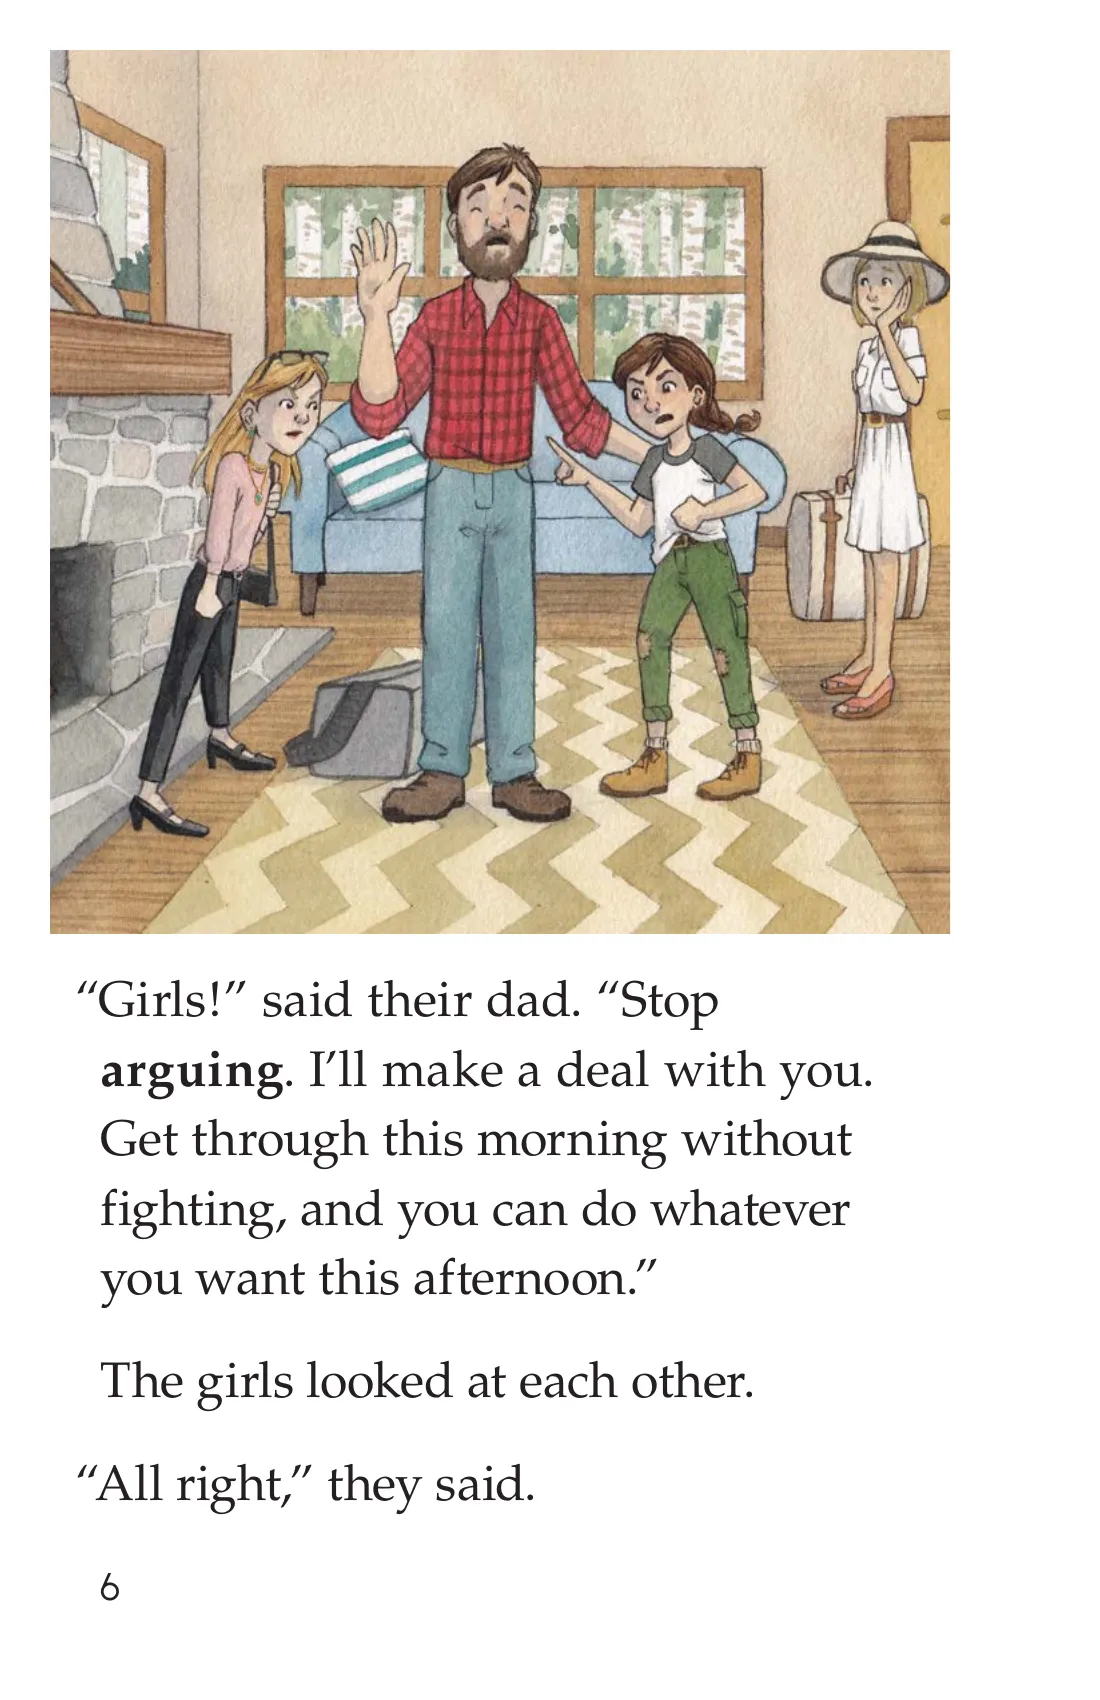 “Girls!” said their dad. “Stop
arguing. I’ll make a deal with you.
Get through this morning without
fighting, and you can do whatever
you want this afternoon.”
The girls looked at each other.
“All right,” they said.
6